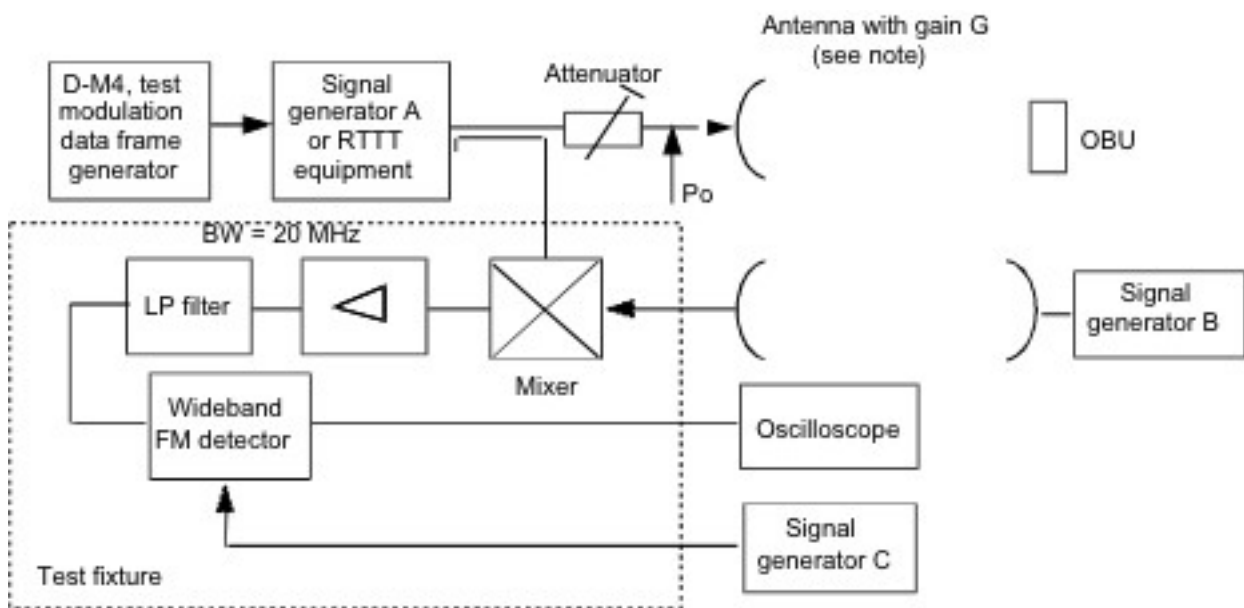 Antenna with gain G
(see note)
D-M4, test
modulation
data frame
generator
Signal
generator A
or RTTT
equipment
Attenuator
OBU
Po
BW = 20 MHz
LP filter
Mixer
Signal
generator B
Wideband
FM detector
Oscilloscope
Signal
generator C
Test fixture